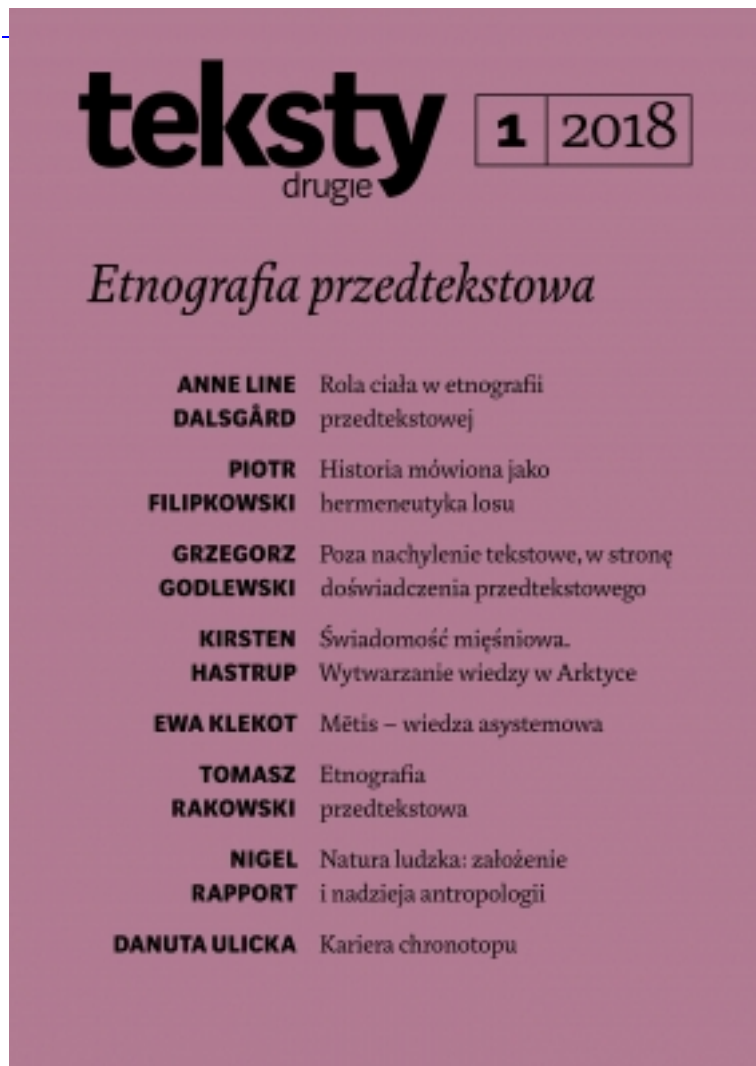 teksty
drugie
1 2018
Etnografia przedtekstowa
ANNE LINE Rola ciała w etnografii
DALSGÅRD przedtekstowej
PIOTR Historia mówiona jako
FILIPKOWSKI hermeneutyka losu
GRZEGORZ Poza nachylenie tekstowe, w stronę
GODLEWSKI doświadczenia przedtekstowego
KIRSTEN Świadomość mięśniowa.
HASTRUP Wytwarzanie wiedzy w Arktyce
EWA KLEKOT Mētis – wiedza asystemowa
TOMASZ Etnografia
RAKOWSKI przedtekstowa
NIGEL Natura ludzka: założenie
RAPPORT i nadzieja antropologii
DANUTA ULICKA Kariera chronotopu